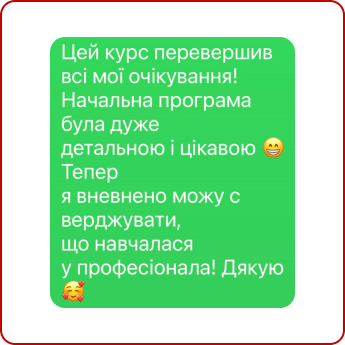 Цей курс перевершив
всі мої очікування!
Начальна програма
була дуже
детальною і цікавою 😁
Тепер
я вневнено можу с
верджувати,
що навчалася
у професіонала! Дякую
🥰